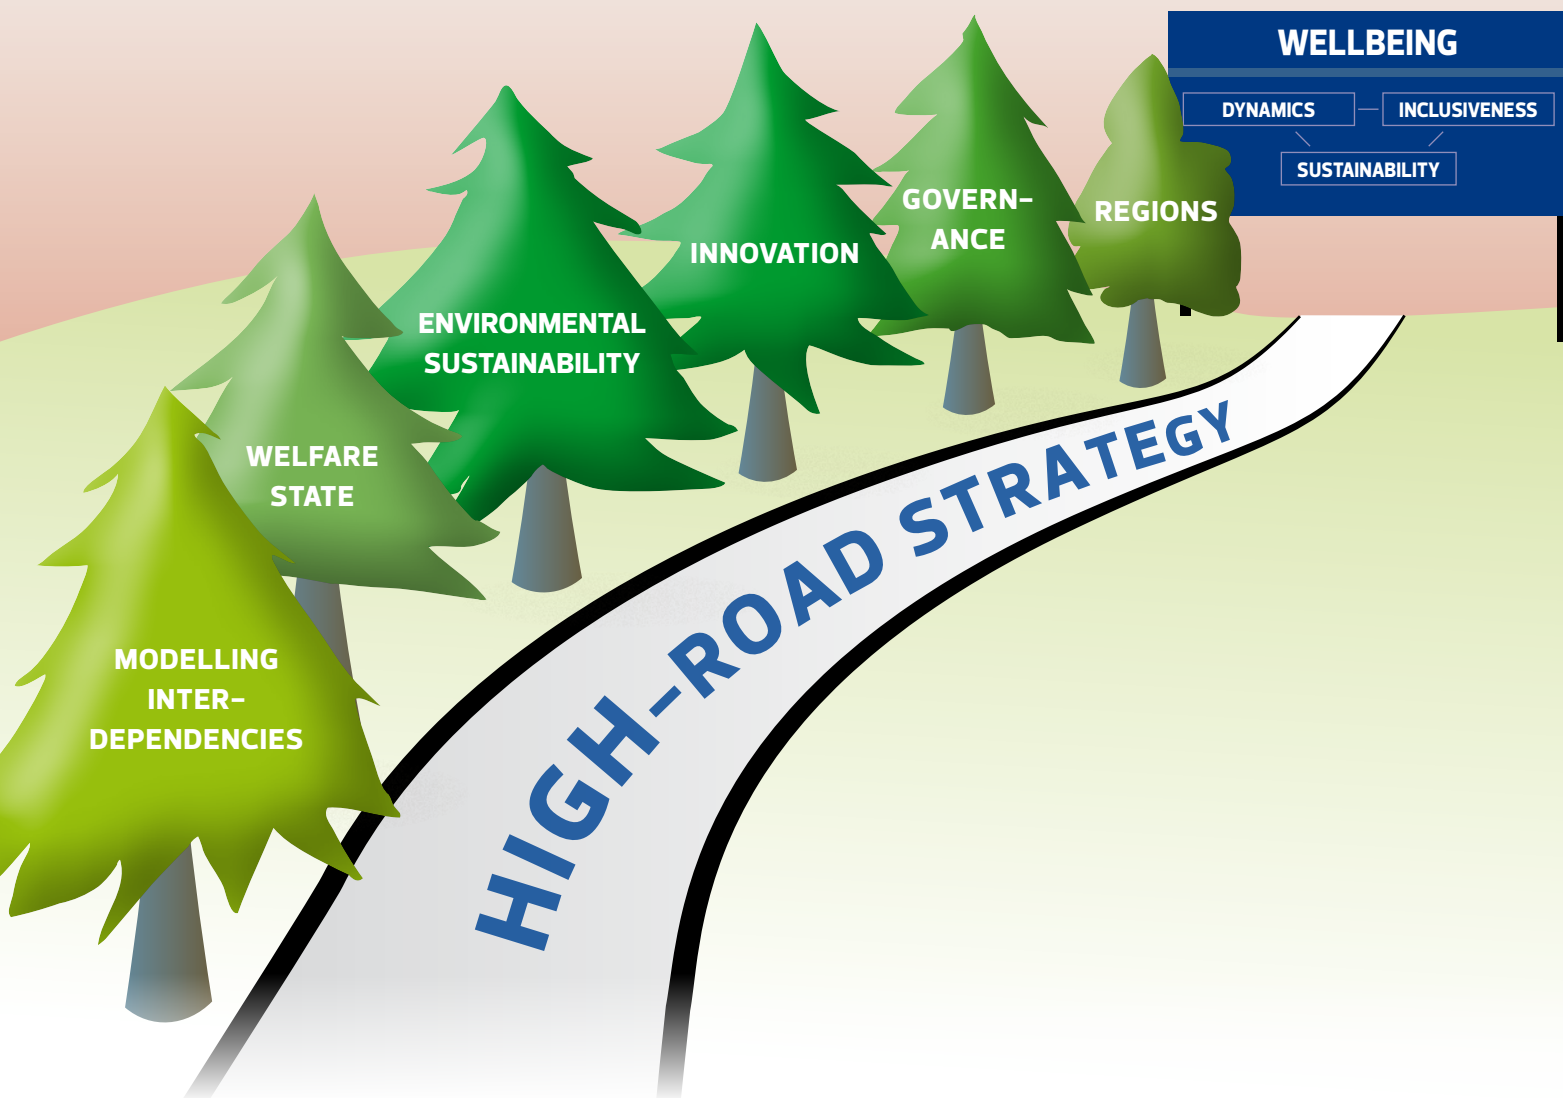 WELLBEING
DYNAMICS
INCLUSIVENESS
SUSTAINABILITY
REGIONS
GOVERN–
ANCE
INNOVATION
ENVIRONMENTAL
SUSTAINABILITY
WELFARE
STATE
MODELLING
INTER–
DEPENDENCIES
HIGH–ROAD STRATEGY